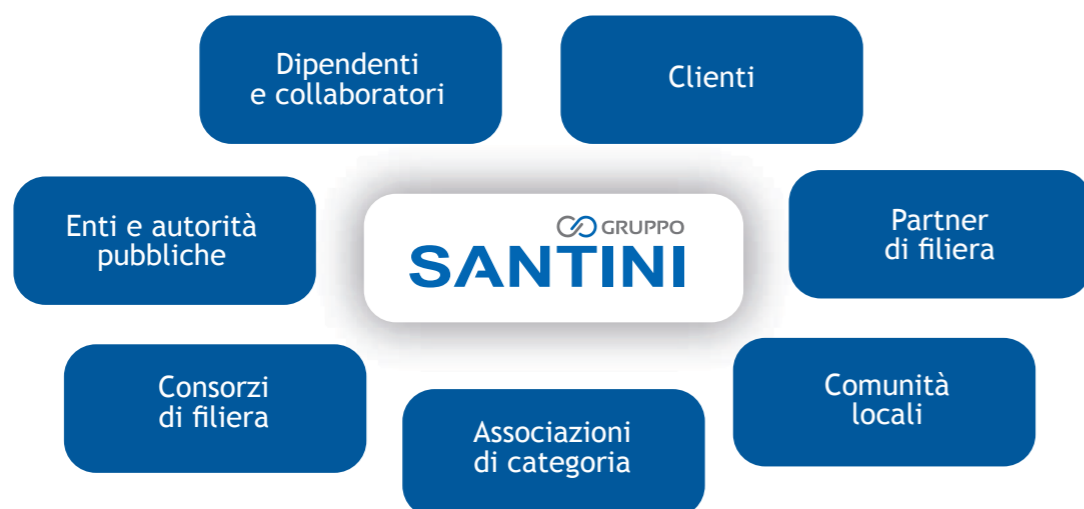 Dipendenti
e collaboratori
Clienti
Enti e autorità
pubbliche
GRUPPO
SANTINI
Partner
di filiera
Consorzi
di filiera
Associazioni
di categoria
Comunità
locali